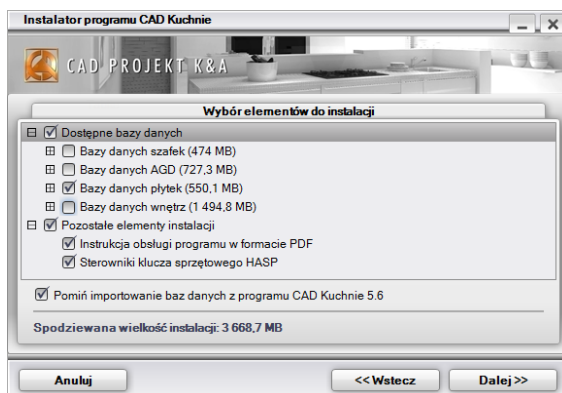 Instalator programu CAD Kuchnie
CAD PROJEKT K&A
Wybór elementów do instalacji
Dostępne bazy danych
Bazy danych szafek (474 MB)
Bazy danych AGD (727,3 MB)
Bazy danych płytek (550,1 MB)
Bazy danych wnętrz (1 494,8 MB)
Pozostałe elementy instalacji
Instrukcja obsługi programu w formacie PDF
Sterowniki klucza sprzętowego HASP
Pomiń importowanie baz danych z programu CAD Kuchnie 5.6
Spodziewana wielkość instalacji: 3 668,7 MB
Anuluj
<< Wstecz
Dalej >>